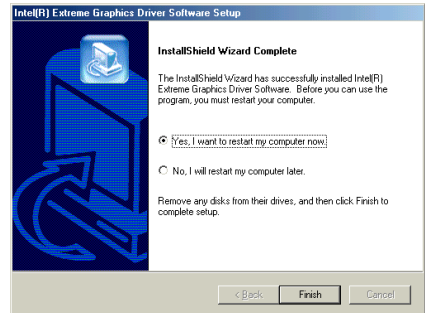 Intel(R) Extreme Graphics Driver Software Setup
InstallShield Wizard Complete
The InstallShield Wizard has successfully installed Intel(R)
Extreme Graphics Driver Software. Before you can use the
program, you must restart your computer.
Yes, I want to restart my computer now.
No, I will restart my computer later.
Remove any disks from their drives, and then click Finish to
complete setup.
< Back Finish Cancel